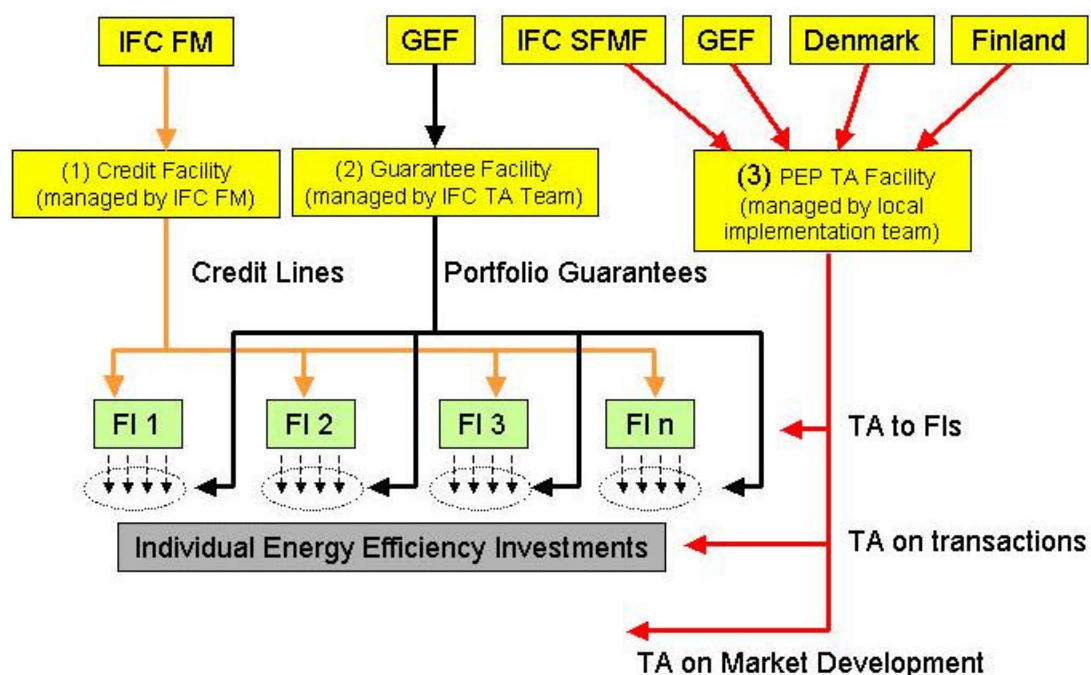 IFC FM
GEF
IFC SFMF
GEF
Denmark
Finland
(1) Credit Facility
(managed by IFC FM)
(2) Guarantee Facility
(managed by IFC TA Team)
(3) PEP TA Facility
(managed by local
implementation team)
Credit Lines
Portfolio Guarantees
FI 1
FI 2
FI 3
FI n
TA to FIs
Individual Energy Efficiency Investments
TA on transactions
TA on Market Development